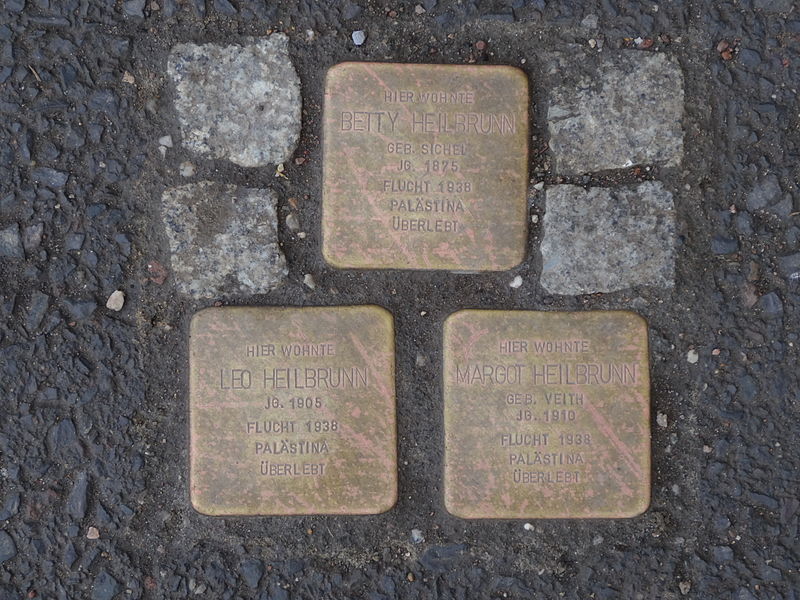 HIER WOHNTE
BETTY HEILBRUNN
GEB. SICHEL
JG. 1875
FLUCHT 1938
PALÄSTINA
ÜBERLEBT
HIER WOHNTE
LEO HEILBRUNN
JG. 1905
FLUCHT 1938
PALÄSTINA
ÜBERLEBT
HIER WOHNTE
MARGOT HEILBRUNN
GEB. VEITH
JG. 1910
FLUCHT 1938
PALÄSTINA
ÜBERLEBT